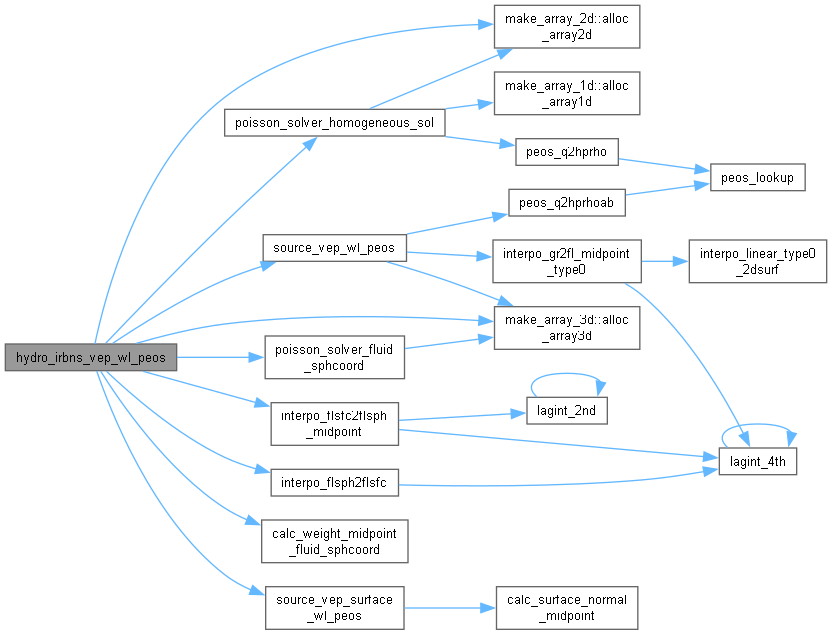 make_array_2d::alloc
_array2d
make_array_1d::alloc
_array1d
poisson_solver_homogeneous_sol
peos_q2hprho
peos_lookup
peos_q2hprhoab
source_vep_wl_peos
interpo_gr2fl_midpoint
_type0
interpo_linear_type0
_2dsurf
make_array_3d::alloc
_array3d
hydro_irbns_vep_wl_peos
poisson_solver_fluid
_sphcoord
interpo_flsfc2flsph
_midpoint
lagint_2nd
lagint_4th
interpo_flsph2flsfc
calc_weight_midpoint
_fluid_sphcoord
source_vep_surface
_wl_peos
calc_surface_normal
_midpoint